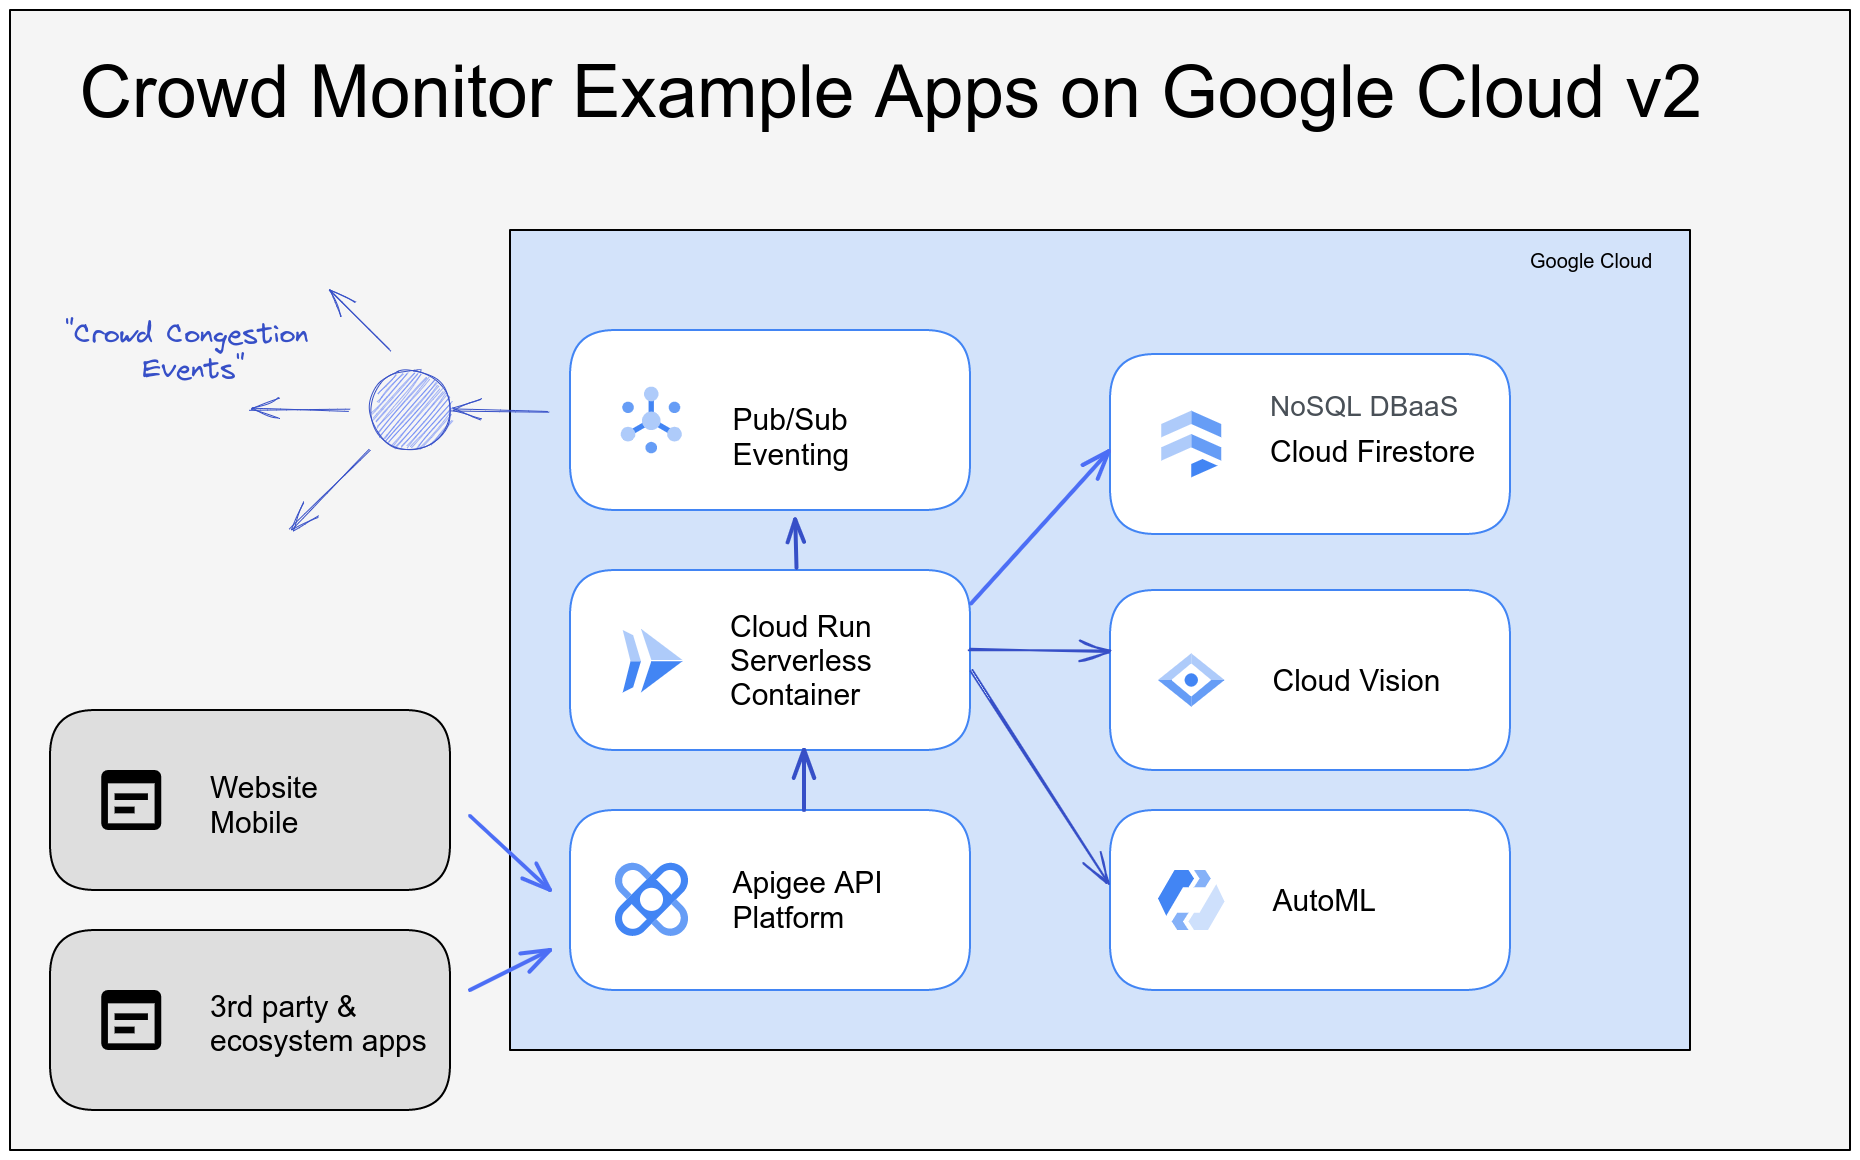 Crowd Monitor Example Apps on Google Cloud v2
Google Cloud
"Crowd Congestion
Events"
Pub/Sub
Eventing
NoSQL DBaaS
Cloud Firestore
Cloud Run
Serverless
Container
Cloud Vision
Website
Mobile
Apigee API
Platform
AutoML
3rd party &
ecosystem apps